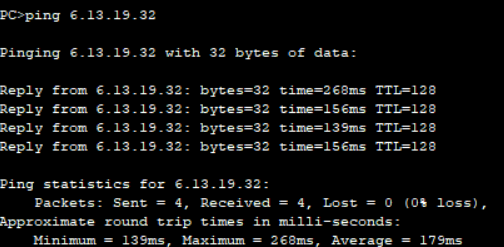 PC>ping 6.13.19.32
Pinging 6.13.19.32 with 32 bytes of data:
Reply from 6.13.19.32: bytes=32 time=268ms TTL=128
Reply from 6.13.19.32: bytes=32 time=156ms TTL=128
Reply from 6.13.19.32: bytes=32 time=139ms TTL=128
Reply from 6.13.19.32: bytes=32 time=156ms TTL=128
Ping statistics for 6.13.19.32:
Packets: Sent = 4, Received = 4, Lost = 0 (0% loss),
Approximate round trip times in milli-seconds:
Minimum = 139ms, Maximum = 268ms, Average = 179ms